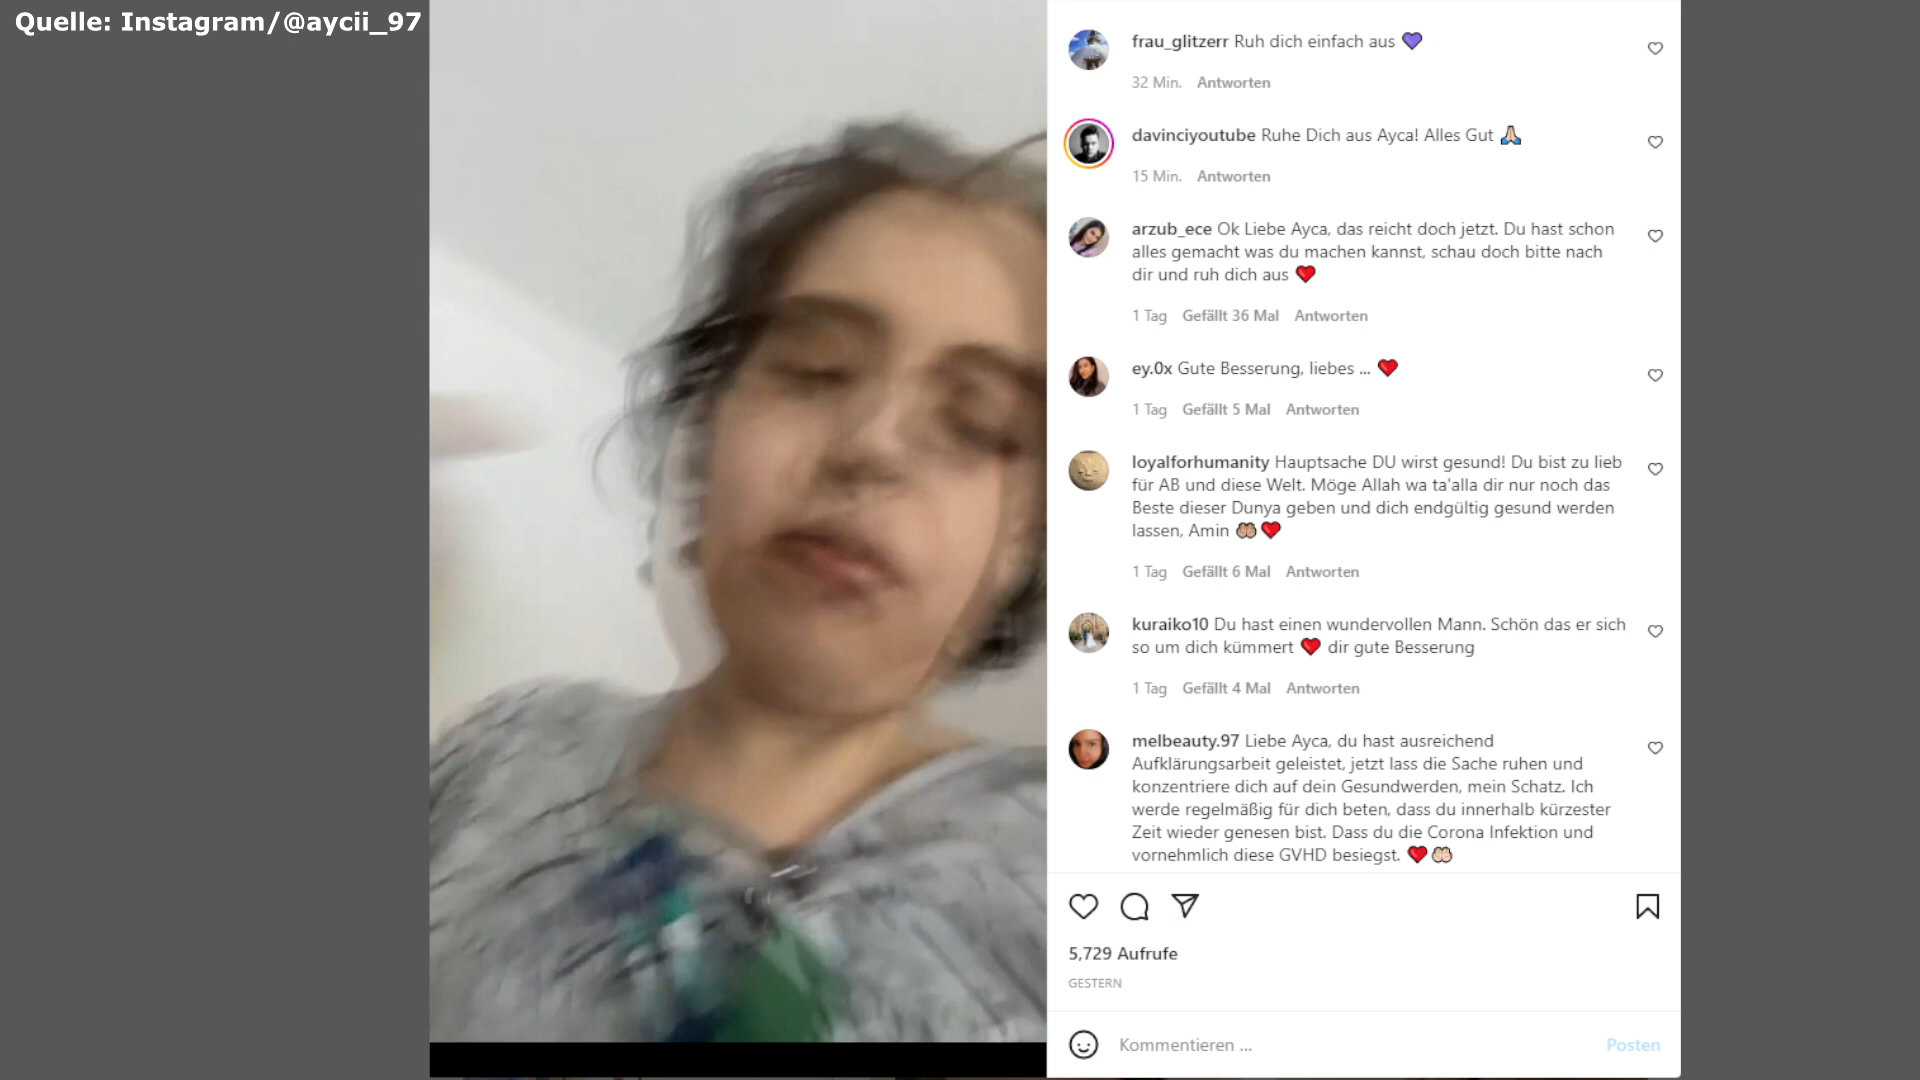 Quelle: Instagram/@aycii_97
frau_glitzerr Ruh dich einfach aus 💜
32 Min. Antworten
davinciyoutube Ruhe Dich aus Ayca! Alles Gut 🙏🏻
15 Min. Antworten
arzub_ece Ok Liebe Ayca, das reicht doch jetzt. Du hast schon
alles gemacht was du machen kannst, schau doch bitte nach
dir und ruh dich aus ❤️
1 Tag Gefällt 36 Mal Antworten
ey.0x Gute Besserung, liebes ... ❤️
1 Tag Gefällt 5 Mal Antworten
loyalforhumanity Hauptsache DU wirst gesund! Du bist zu lieb
für AB und diese Welt. Möge Allah wa ta'alla dir nur noch das
Beste dieser Dunya geben und dich endgültig gesund werden
lassen, Amin 🤲🏼❤️
1 Tag Gefällt 6 Mal Antworten
kuraiko10 Du hast einen wundervollen Mann. Schön das er sich
so um dich kümmert ❤️ dir gute Besserung
1 Tag Gefällt 4 Mal Antworten
melbeauty.97 Liebe Ayca, du hast ausreichend
Aufklärungsarbeit geleistet, jetzt lass die Sache ruhen und
konzentriere dich auf dein Gesundwerden, mein Schatz. Ich
werde regelmäßig für dich beten, dass du innerhalb kürzester
Zeit wieder genesen bist. Dass du die Corona Infektion und
vornehmlich diese GVHD besiegst. ❤️🤲🏻
5,729 Aufrufe
GESTERN
Kommentieren ...
Posten